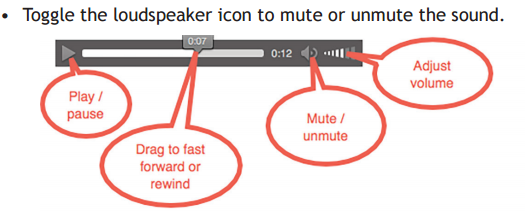 • Toggle the loudspeaker icon to mute or unmute the sound.
0:07
0:12
Adjust
volume
Play /
pause
Mute /
unmute
Drag to fast
forward or
rewind